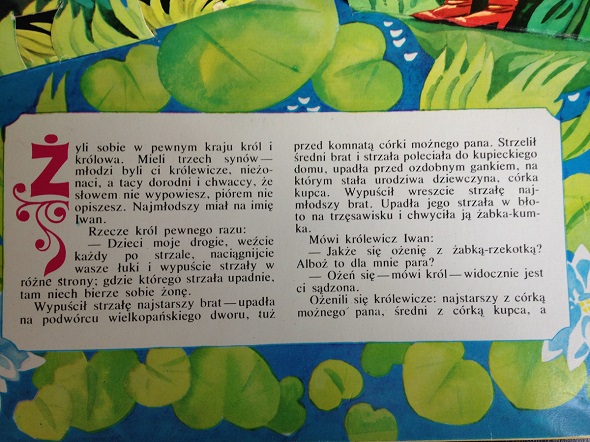 Żyli sobie w pewnym kraju król i
królowa. Mieli trzech synów—
młodzi byli ci królewicze, nieżo-
naci, a tacy dorodni i chwaccy, że
słowem nie wypowiesz, piórem nie
opiszesz. Najmłodszy miał na imię
Iwan.
Rzecze król pewnego razu:
— Dzieci moje drogie, weźcie
każdy po strzale, naciągnijcie
wasze łuki i wypuśćie strzały w
różne strony; gdzie którego strzała upadnie,
tam niech bierze sobie żonę.
Wypuścił strzałę najstarszy brat—upadła
na podwórcu wielkopańskiego dworu, tuż
przed komnatą córki możnego pana. Strzelił
średni brat i strzała poleciała do kupieckiego
domu, upadła przed ozdobnym gankiem, na
którym stała urodziwa dziewczyna, córka
kupca. Wypuścił wreszcie strzałę naj-
młodszy brat. Upadła jego strzała w bło-
to na trzęsawisku i chwyciła ją żabka-kum-
ka.
Mówi królewicz Iwan:
— Jakże się ożenię z żabką-rzekotką?
Alboż to dla mnie para?
— Ożeń się—mówi król—widocznie jest
ci sądzona.
Ożenili się królewicze: najstarszy z córką
możnego pana, średni z córką kupca, a